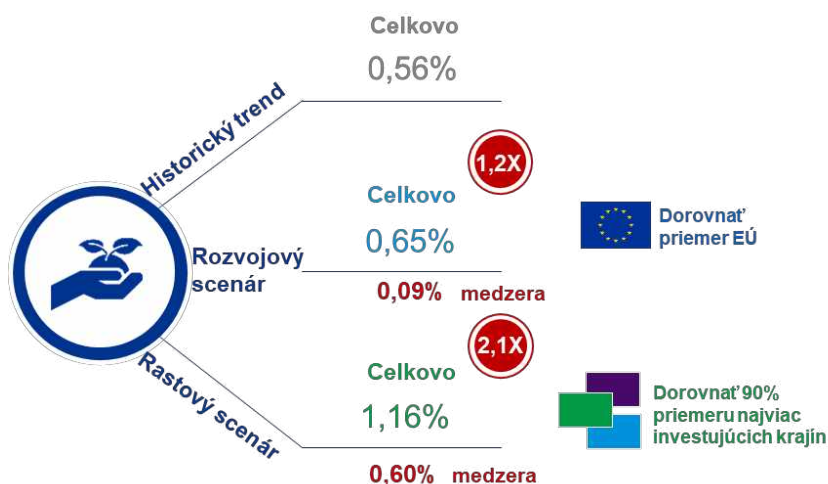 Celkovo
0,56%
Historický trend
1,2X
Celkovo
0,65%
Rozvojový
scenár
0,09% medzera
Dorovnať
priemer EÚ
2,1X
Celkovo
1,16%
Rastový scenár
0,60% medzera
Dorovnať 90%
priemeru najviac
investujúcich krajín